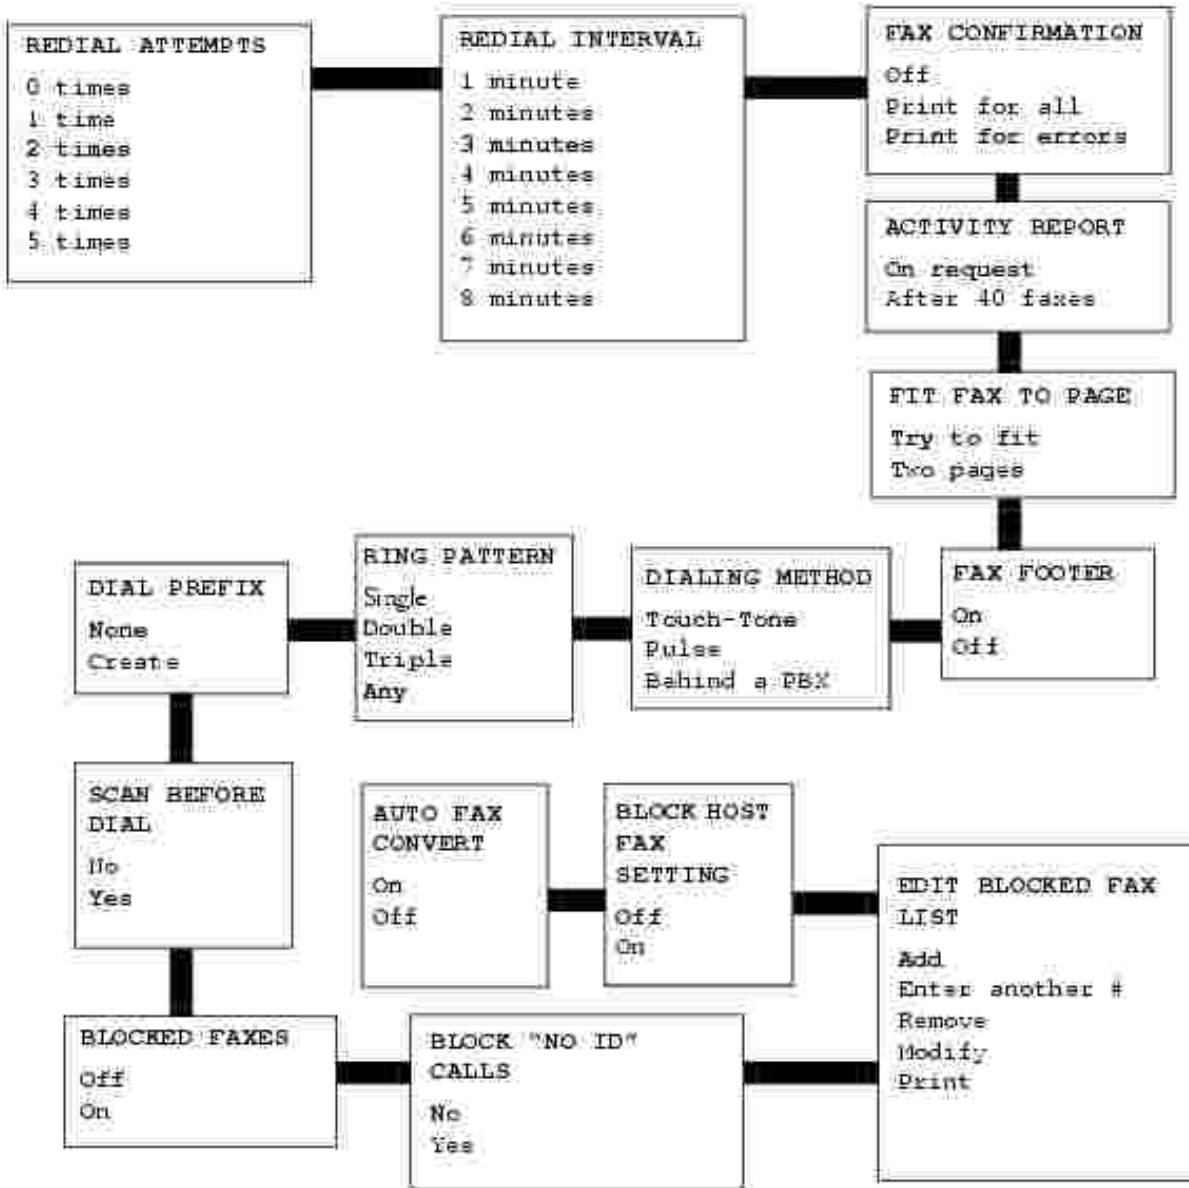 REDIAL ATTEMPTS
0 times
1 time
2 times
3 times
4 times
5 times
REDIAL INTERVAL
1 minute
2 minutes
3 minutes
4 minutes
5 minutes
6 minutes
7 minutes
8 minutes
FAX CONFIRMATION
Off
Print for all
Print for errors
ACTIVITY REPORT
On request
After 40 faxes
FIT FAX TO PAGE
Try to fit
Two pages
FAX FOOTER
On
Off
DIALING METHOD
Touch-Tone
Pulse
Behind a PBX
RING PATTERN
Single
Double
Triple
Any
DIAL PREFIX
None
Create
SCAN BEFORE
DIAL
No
Yes
BLOCKED FAXES
Off
On
BLOCK "NO ID"
CALLS
No
Yes
EDIT BLOCKED FAX
LIST
Add
Enter another #
Remove
Modify
Print
BLOCK HOST
FAX
SETTING
Off
On
AUTO FAX
CONVERT
On
Off